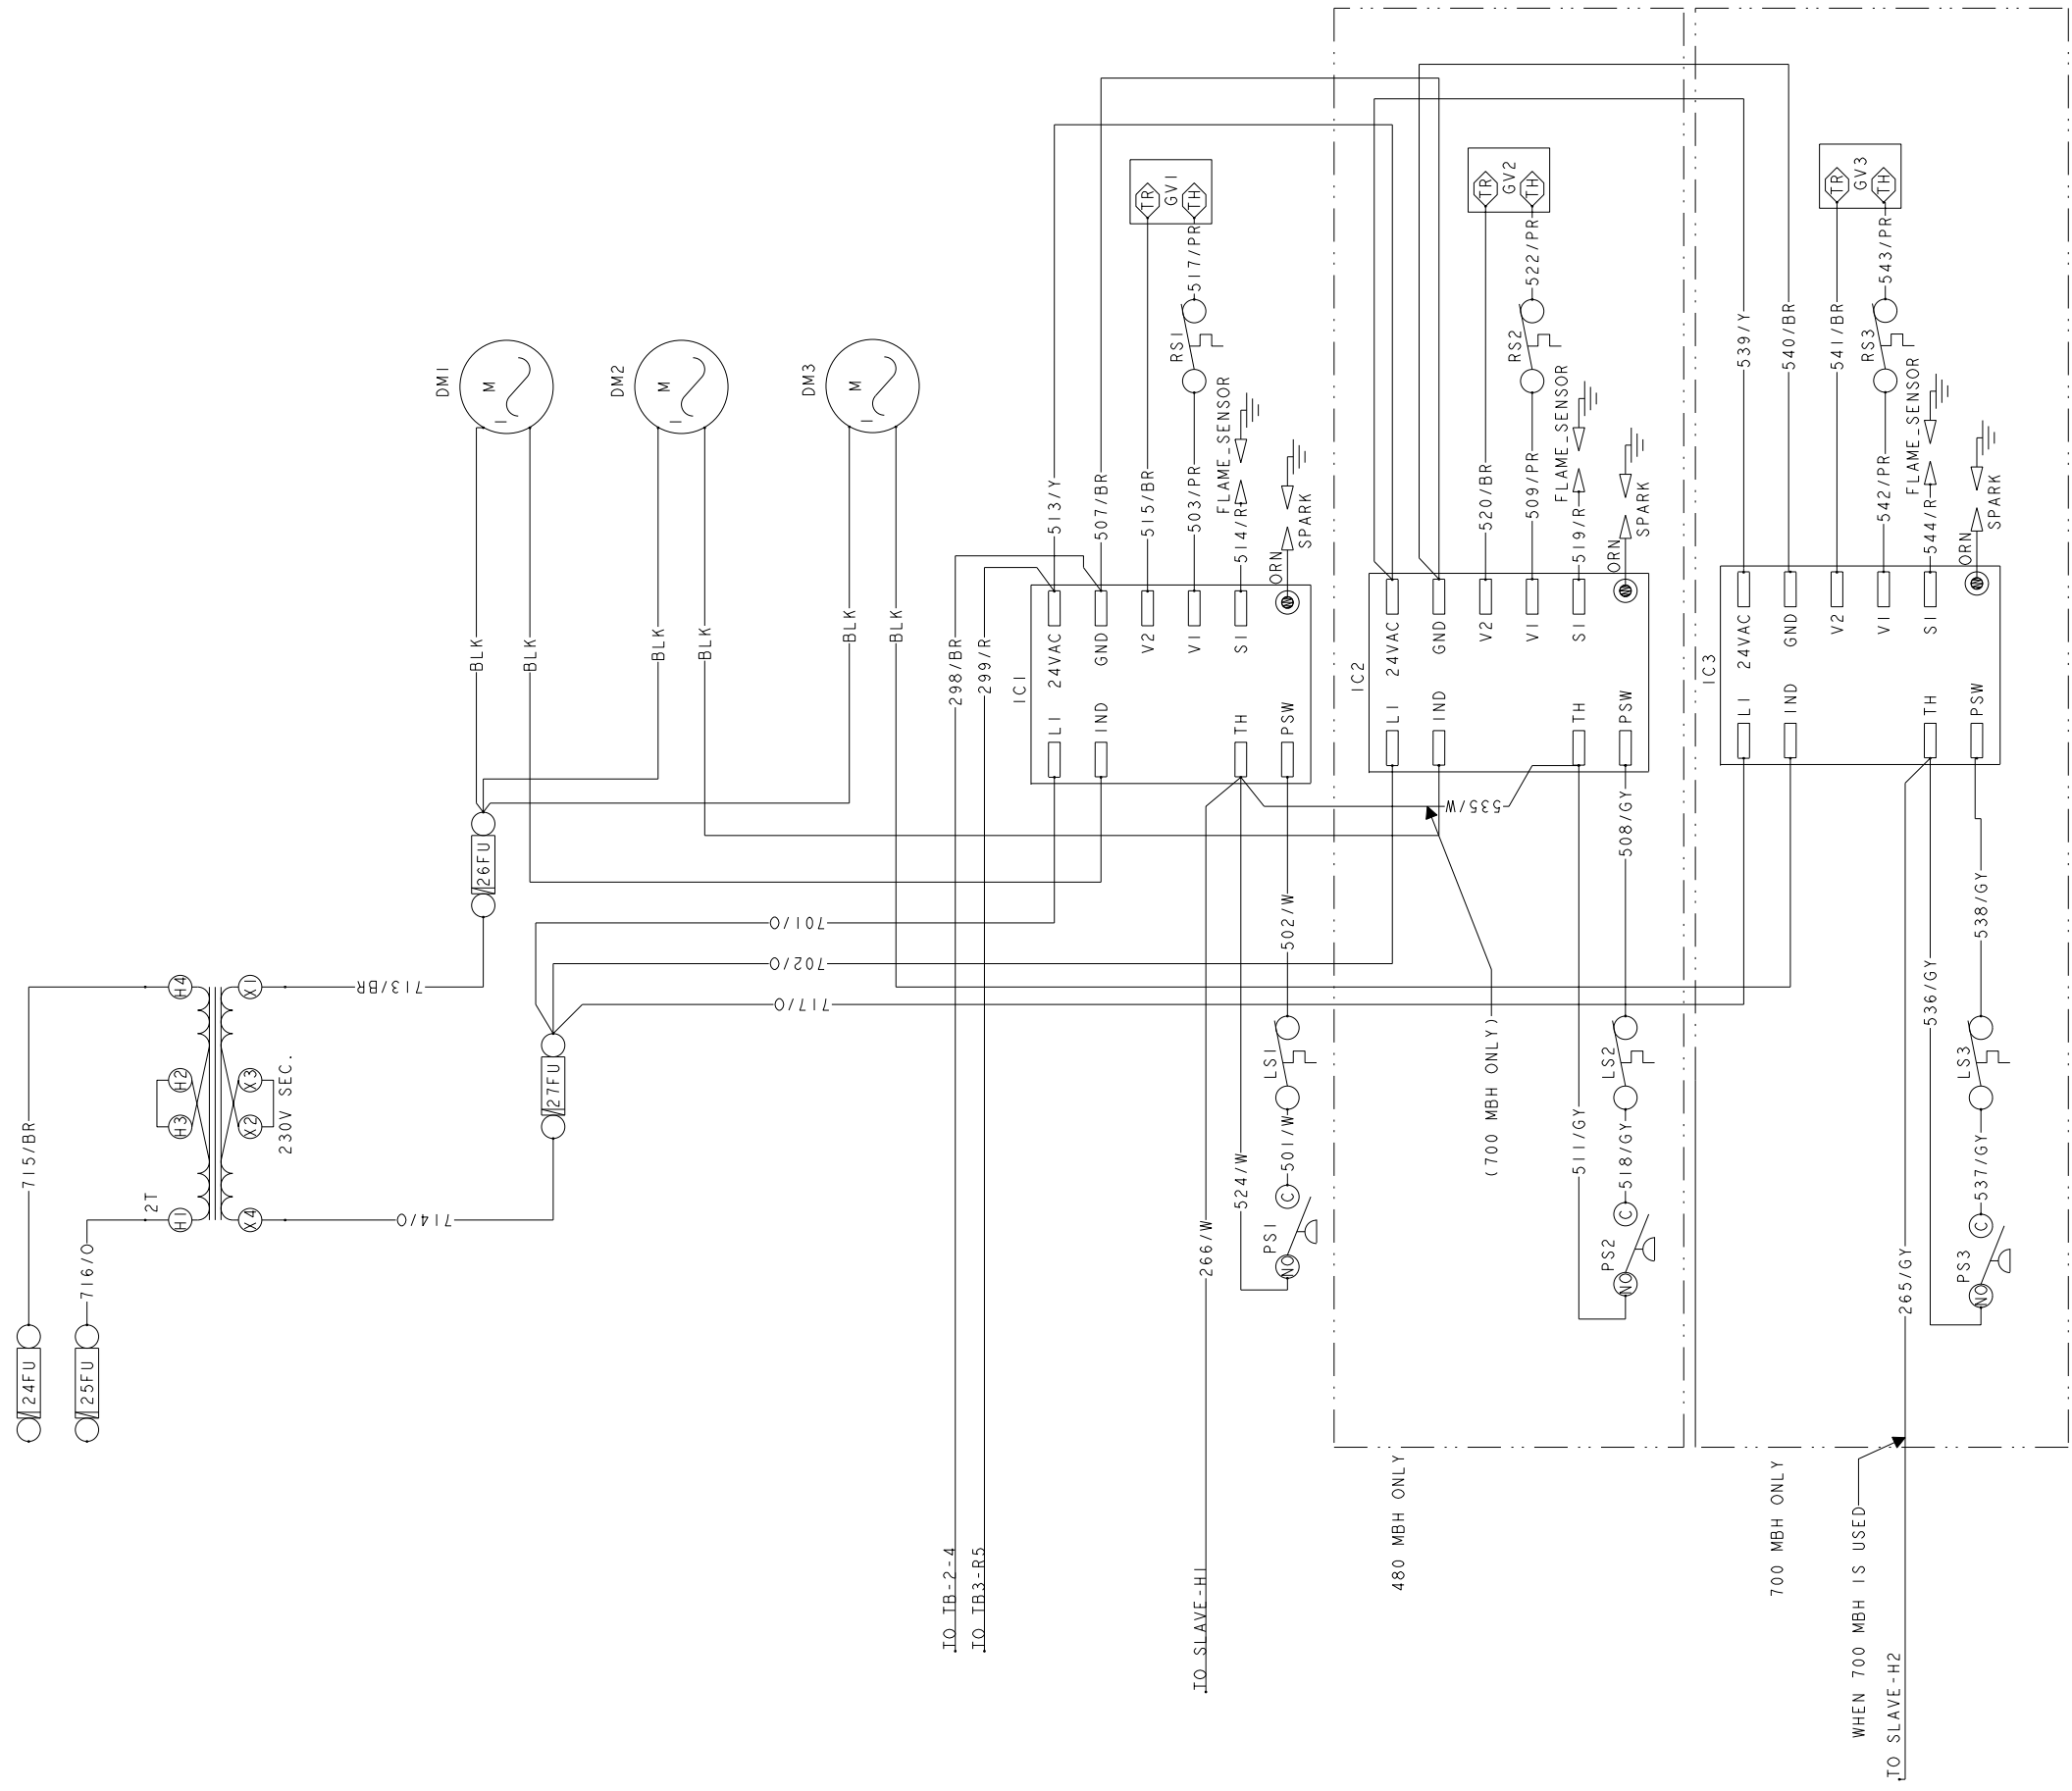 DM1
M
1
BLK
BLK
DM2
M
1
BLK
BLK
DM3
M
1
BLK
BLK
26FU
27FU
24FU
25FU
715/BR
716/O
713/BR
714/O
2T
H4
H2
H3
H1
X1
X3
X2
X4
230V SEC.
701/O
702/O
717/O
298/BR
299/R
TO TB-2-4
TO TB3-R5
IC1
L1
24VAC
IND
GND
V2
V1
TH
S1
PSW
513/Y
507/BR
515/BR
503/PR
RS1
517/PR
TR
GV1
TH
514/R
FLAME_SENSOR
ORN
SPARK
535/W
(700 MBH ONLY)
502/W
LS1
501/W
C
PS1
NO
524/W
266/W
TO SLAVE-H1
IC2
L1
24VAC
IND
GND
V2
V1
TH
S1
PSW
520/BR
509/PR
RS2
522/PR
TR
GV2
TH
519/R
FLAME_SENSOR
ORN
SPARK
508/GY
LS2
518/GY
C
PS2
NO
511/GY
480 MBH ONLY
IC3
L1
24VAC
IND
GND
V2
V1
TH
S1
PSW
539/Y
540/BR
541/BR
542/PR
RS3
543/PR
TR
GV3
TH
544/R
FLAME_SENSOR
ORN
SPARK
538/GY
LS3
537/GY
C
PS3
NO
536/GY
265/GY
700 MBH ONLY
WHEN 700 MBH IS USED
TO SLAVE-H2